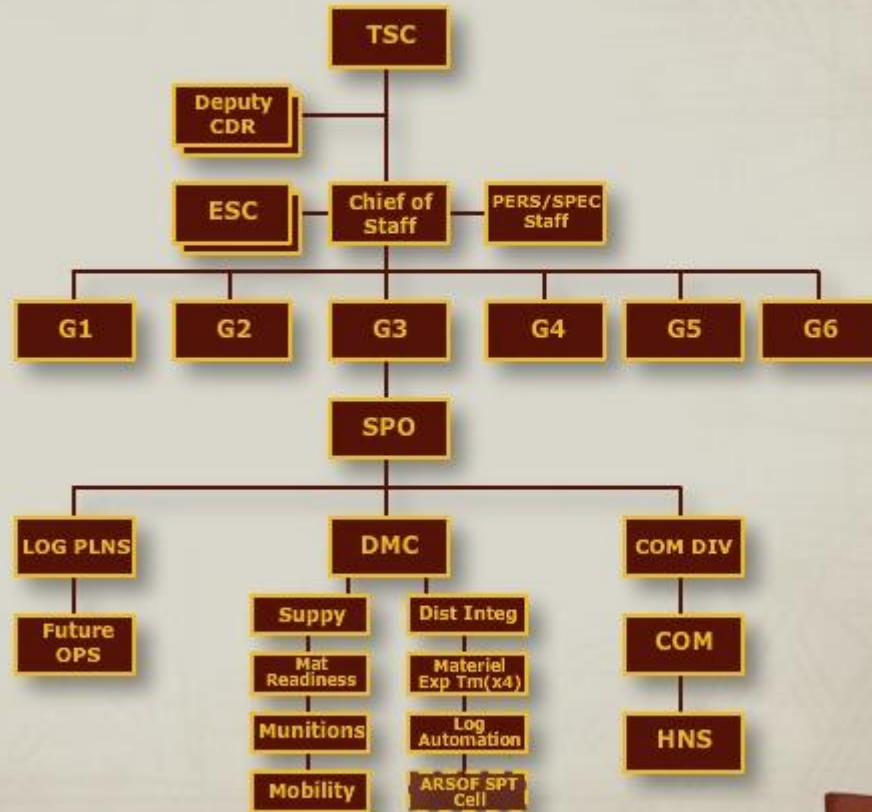 TSC
Deputy
CDR
ESC
Chief of
Staff
PERS/SPEC
Staff
G1
G2
G3
G4
G5
G6
SPO
LOG PLNS
DMC
COM DIV
Future
OPS
Suppy
Dist Integ
COM
Mat
Readiness
Materiel
Exp Tm(x4)
Munitions
Log
Automation
HNS
Mobility
ARSOF SPT
Cell